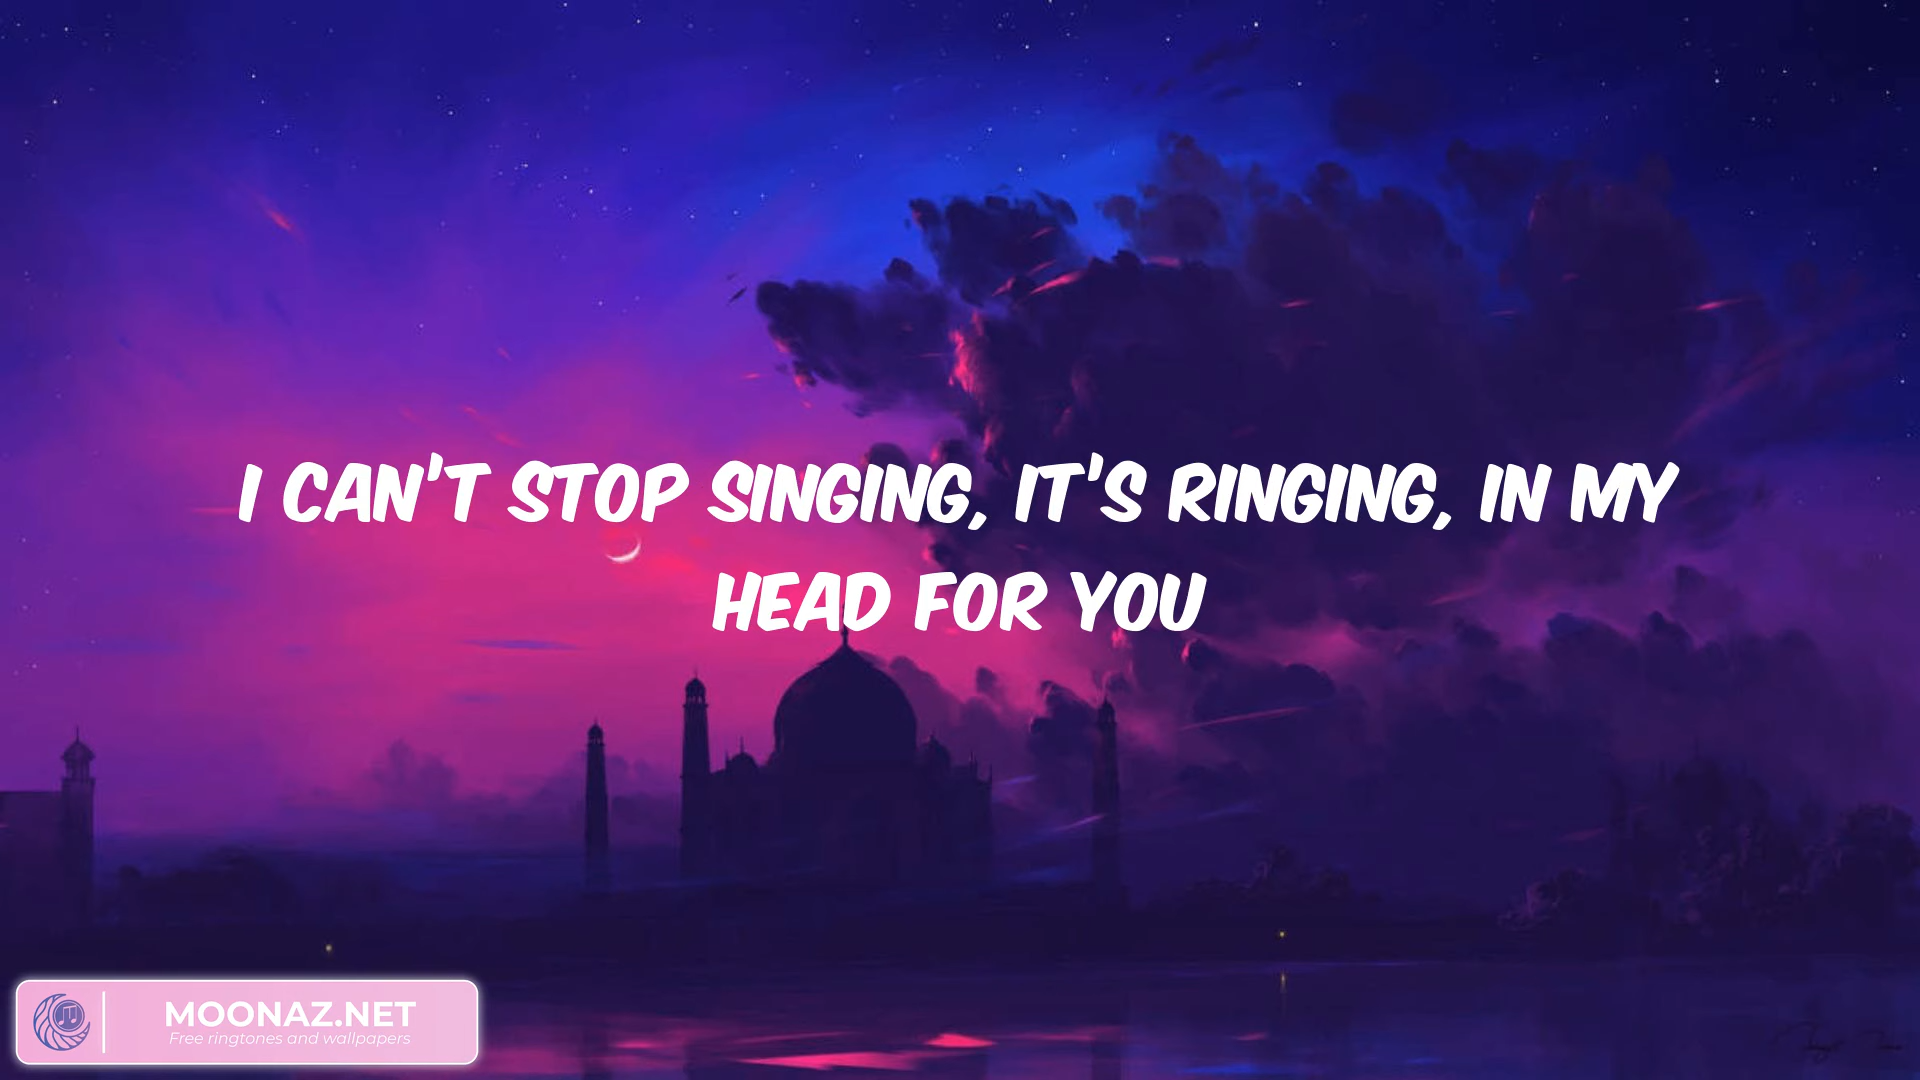 I CAN'T STOP SINGING, IT'S RINGING, IN MY
HEAD FOR YOU
MOONAZ.NET
Free ringtones and wallpapers